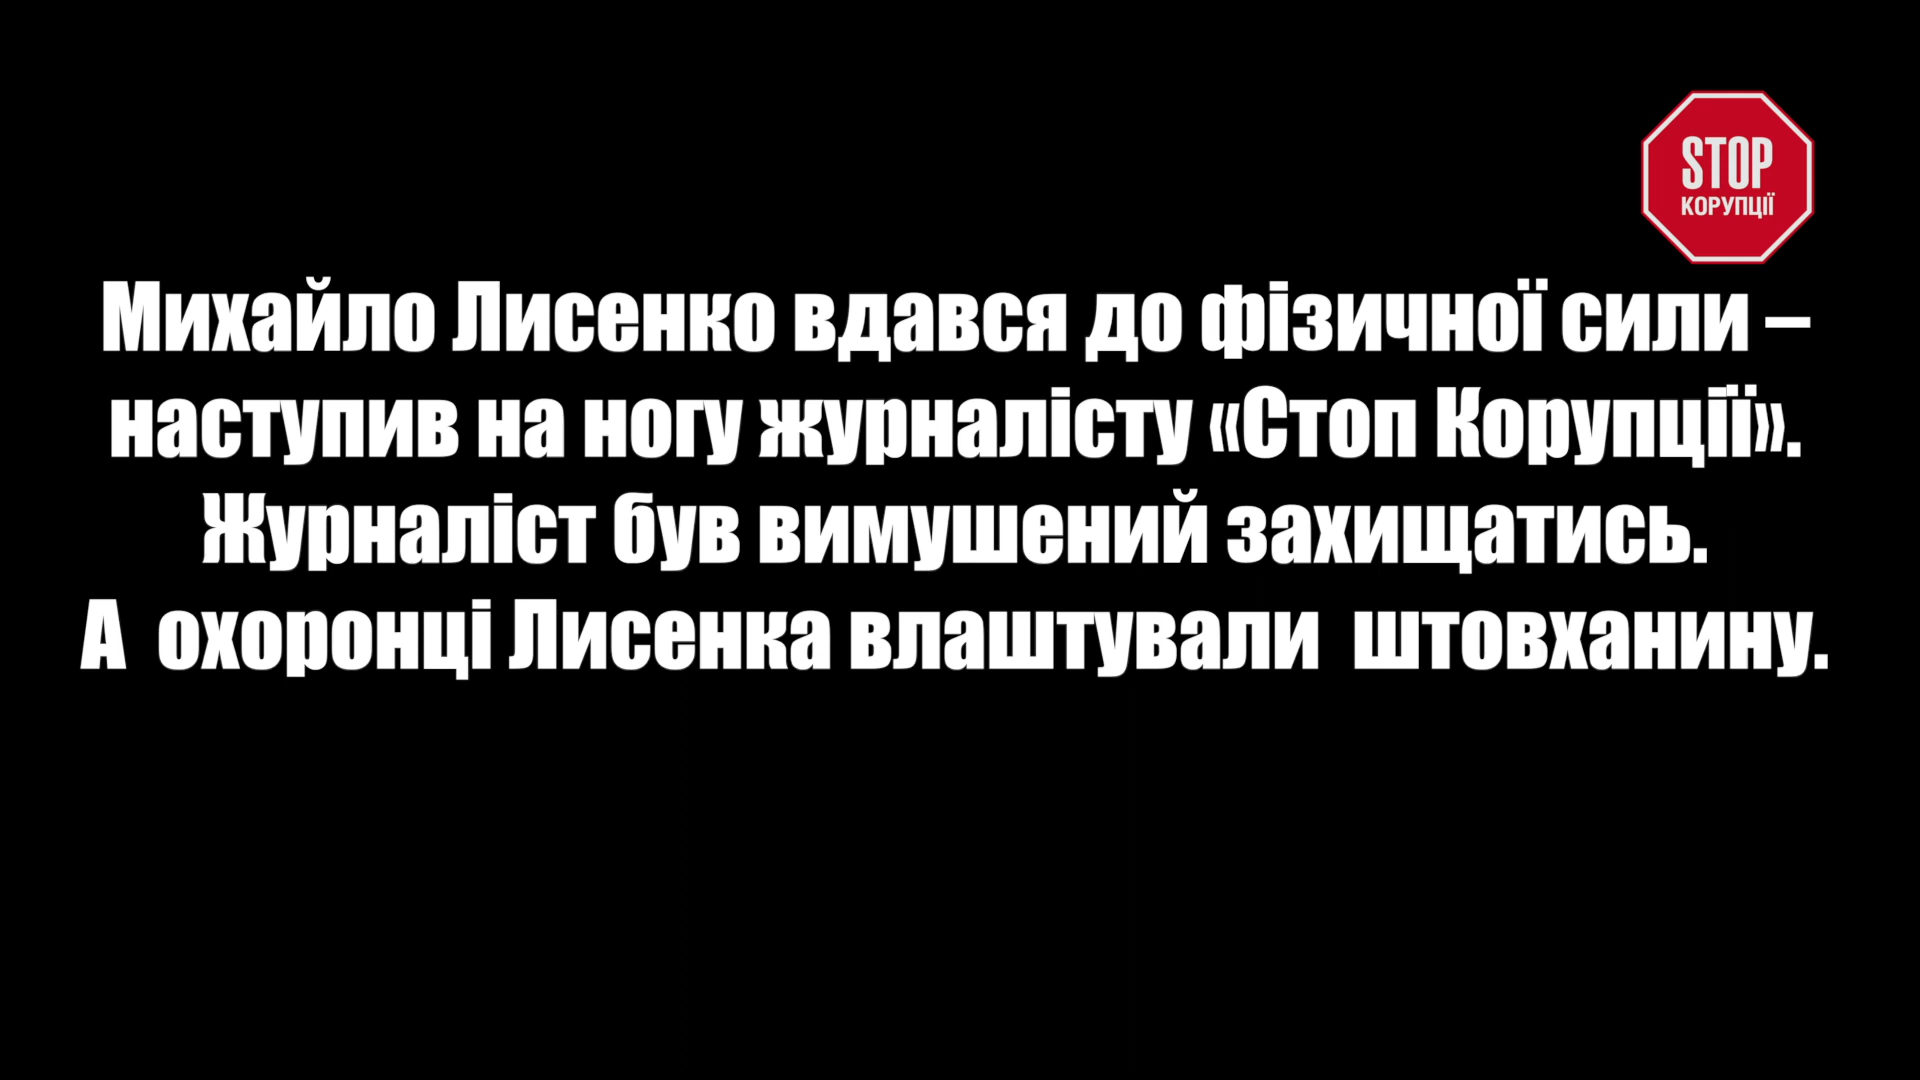 STOP
КОРУПЦІЇ
Михайло Лисенко вдався до фізичної сили –
наступив на ногу журналісту «Стоп Корупції».
Журналіст був вимушений захищатись.
А охоронці Лисенка влаштували штовханину.